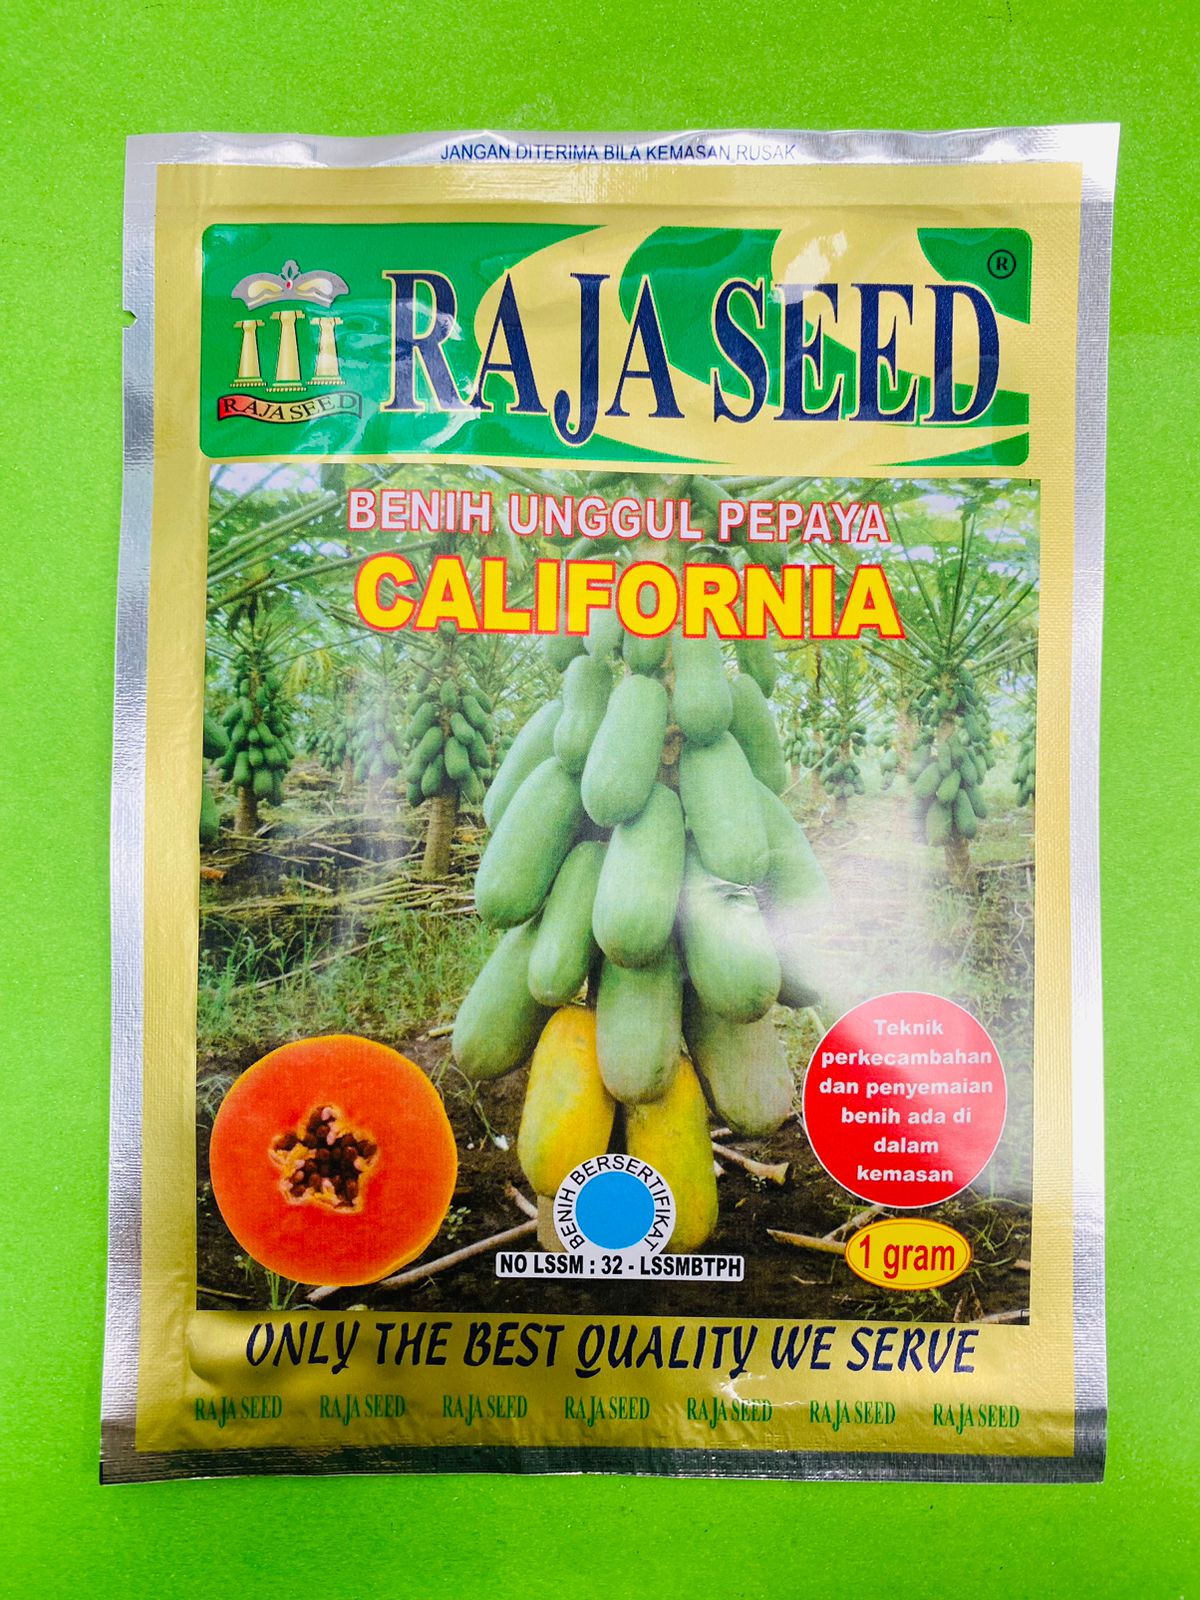 JANGAN DITERIMA BILA KEMASAN RUSAK
RAJA SEED
®
RAJA SEED
BENIH UNGGUL PEPAYA
CALIFORNIA
Teknik
perkecambahan
dan penyemaian
benih ada di
dalam
kemasan
BENIH BERSERTIFIKAT
NO LSSM : 32 - LSSMBTPH
1 gram
ONLY THE BEST QUALITY WE SERVE
RAJA SEED RAJA SEED RAJA SEED RAJA SEED RAJA SEED RAJA SEED RAJA SEED